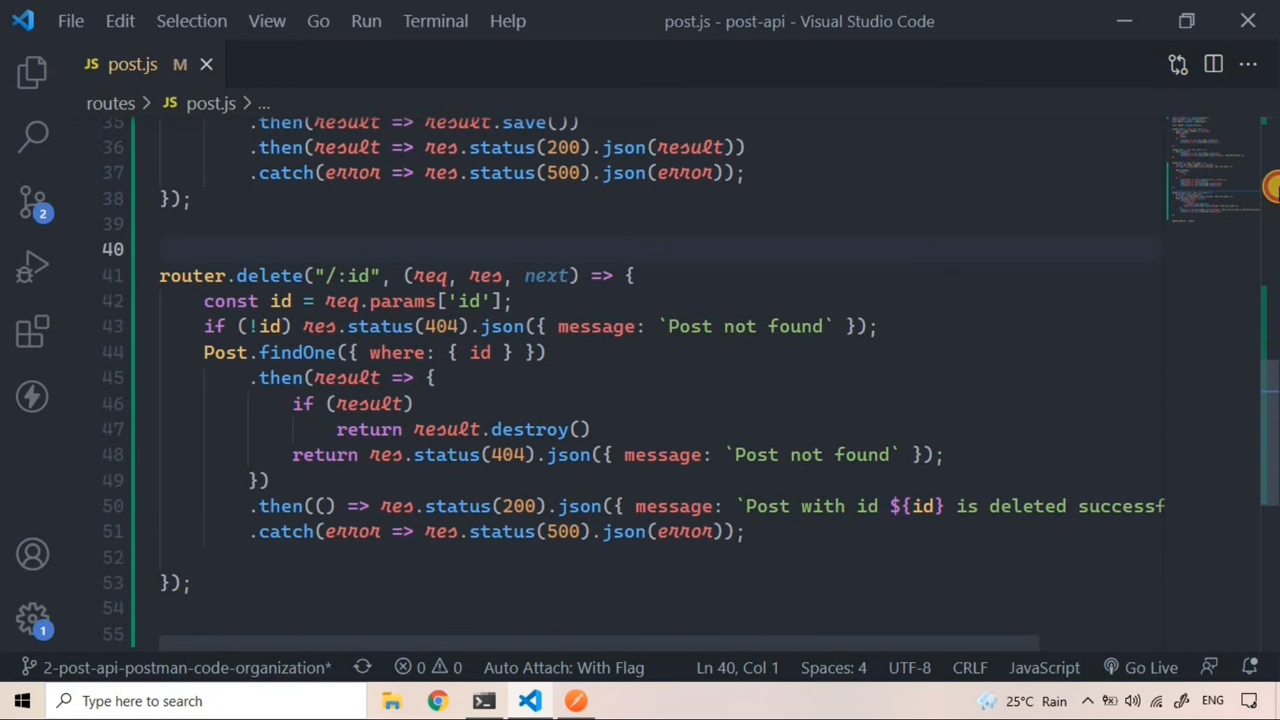 File Edit Selection View Go Run Terminal Help post.js - post-api - Visual Studio Code
JS post.js M
routes > JS post.js > ...
35 .then(result => result.save())
36 .then(result => res.status(200).json(result))
37 .catch(error => res.status(500).json(error));
38 });
39
40
41 router.delete("/:id", (req, res, next) => {
42 const id = req.params['id'];
43 if (!id) res.status(404).json({ message: `Post not found` });
44 Post.findOne({ where: { id } })
45 .then(result => {
46 if (result)
47 return result.destroy()
48 return res.status(404).json({ message: `Post not found` });
49 })
50 .then(() => res.status(200).json({ message: `Post with id ${id} is deleted successf
51 .catch(error => res.status(500).json(error));
52
53 });
54
55
2
1
2-post-api-postman-code-organization* 0 0 Auto Attach: With Flag Ln 40, Col 1 Spaces: 4 UTF-8 CRLF JavaScript Go Live
Type here to search 25°C Rain ENG